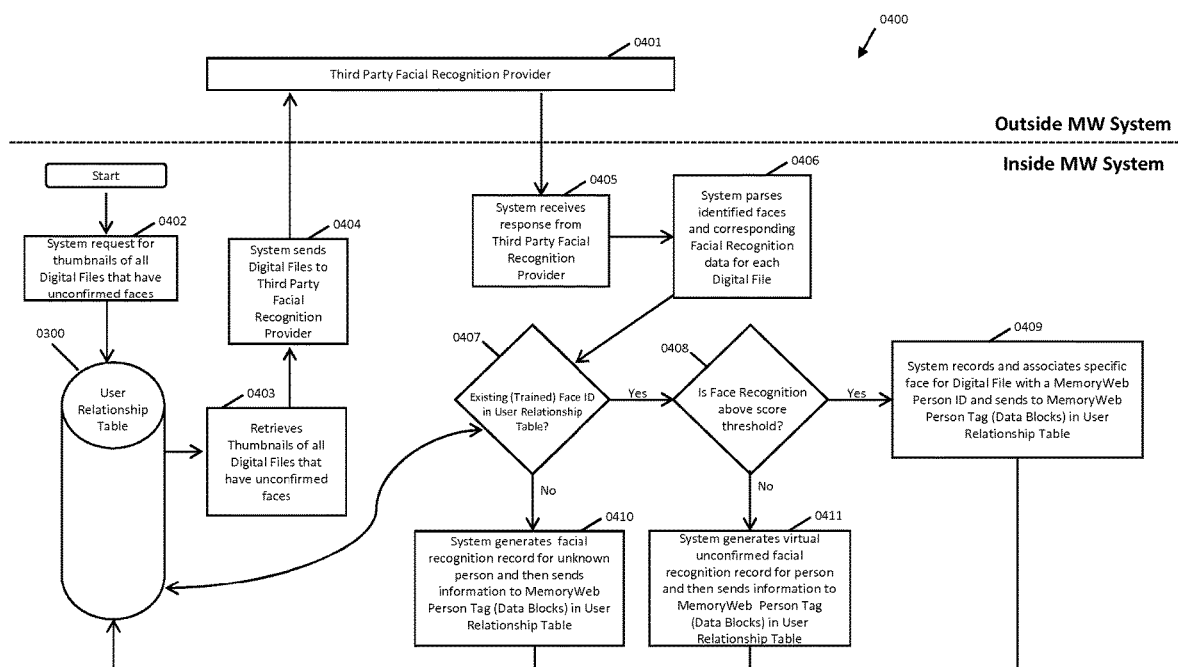 0400
0401
Third Party Facial Recognition Provider
Outside MW System
Inside MW System
Start
0402
System request for
thumbnails of all
Digital Files that have
unconfirmed faces
0404
System sends
Digital Files to
Third Party
Facial
Recognition
Provider
0405
System receives
response from
Third Party Facial
Recognition
Provider
0406
System parses
identified faces
and corresponding
Facial Recognition
data for each
Digital File
0300
User
Relationship
Table
0403
Retrieves
Thumbnails of all
Digital Files that
have unconfirmed
faces
0407
Existing (Trained) Face ID
in User Relationship
Table?
Yes
No
0408
Is Face Recognition
above score
threshold?
Yes
No
0409
System records and associates specific
face for Digital File with a MemoryWeb
Person ID and sends to MemoryWeb
Person Tag (Data Blocks) in User
Relationship Table
0410
System generates facial
recognition record for unknown
person and then sends
information to MemoryWeb
Person Tag (Data Blocks) in User
Relationship Table
0411
System generates virtual
unconfirmed facial
recognition record for person
and then sends information to
MemoryWeb Person Tag
(Data Blocks) in User
Relationship Table